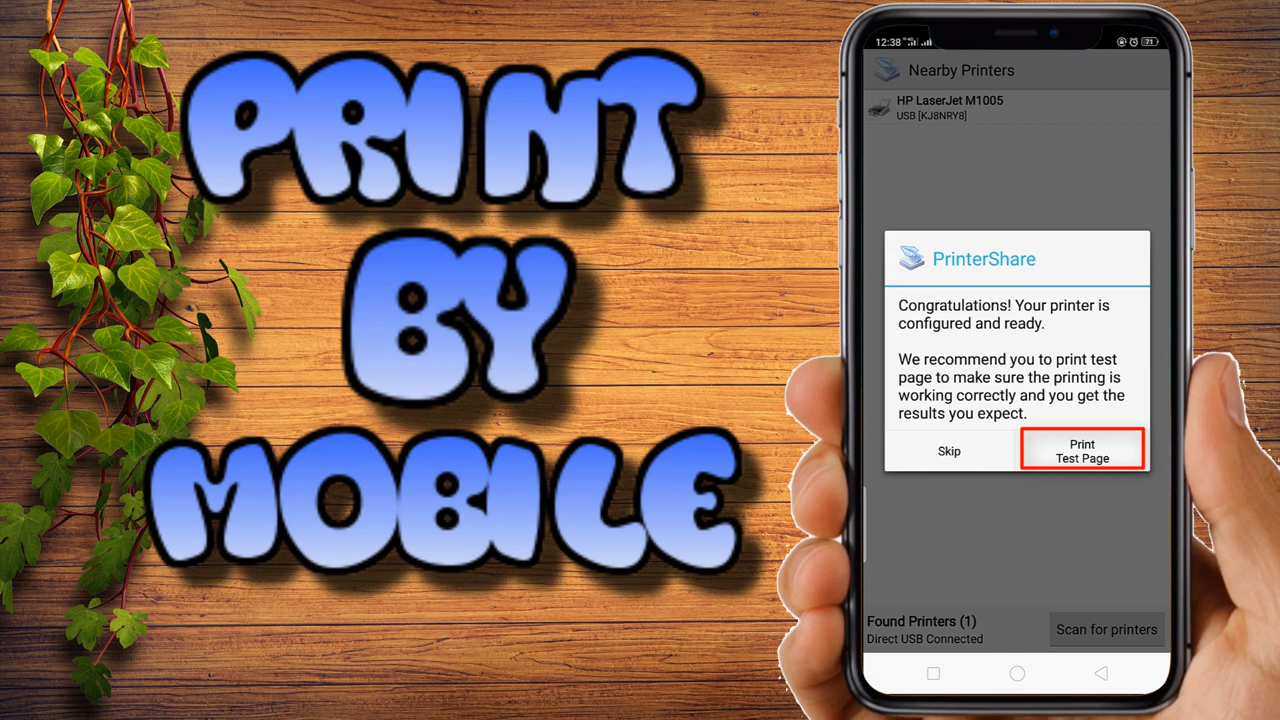 PRINT
BY
MOBILE
12:38
71
Nearby Printers
HP LaserJet M1005
USB [KJ8NRY8]
PrinterShare
Congratulations! Your printer is
configured and ready.
We recommend you to print test
page to make sure the printing is
working correctly and you get the
results you expect.
Skip
Print
Test Page
Found Printers (1)
Direct USB Connected
Scan for printers